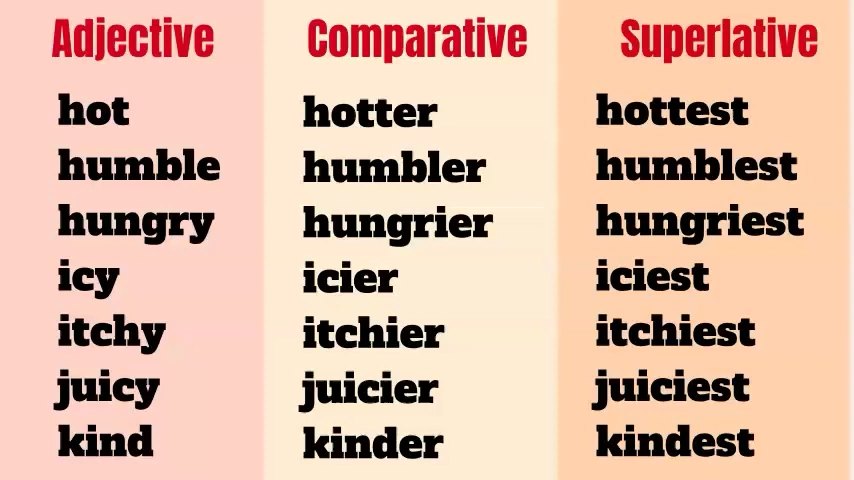 Adjective Comparative Superlative
hot hotter hottest
humble humbler humblest
hungry hungrier hungriest
icy icier iciest
itchy itchier itchiest
juicy juicier juiciest
kind kinder kindest